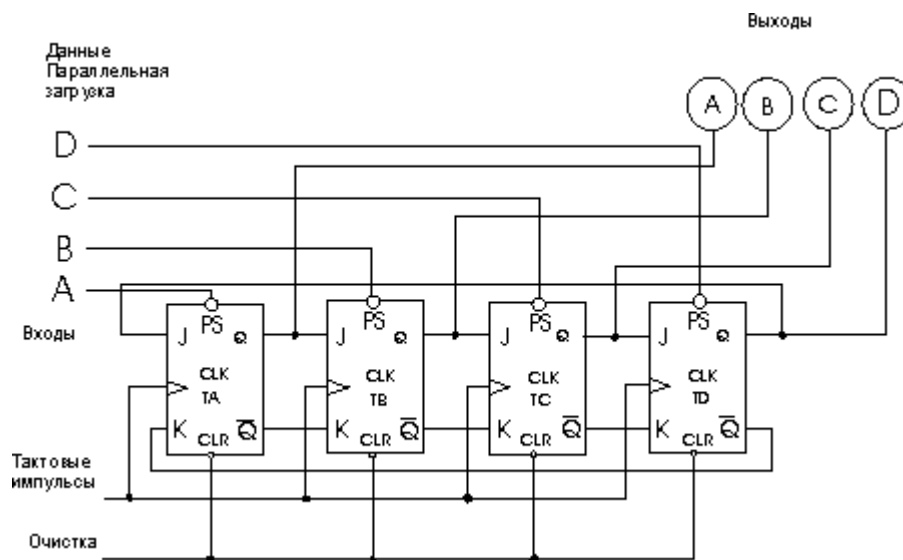 Выходы
Данные
Параллельная
загрузка
A
B
C
D
D
C
B
A
Входы
J
PS
Q
CLK
TA
K
CLR
Q̅
J
PS
Q
CLK
TB
K
CLR
Q̅
J
PS
Q
CLK
TC
K
CLR
Q̅
J
PS
Q
CLK
TD
K
CLR
Q̅
Тактовые
импульсы
Очистка